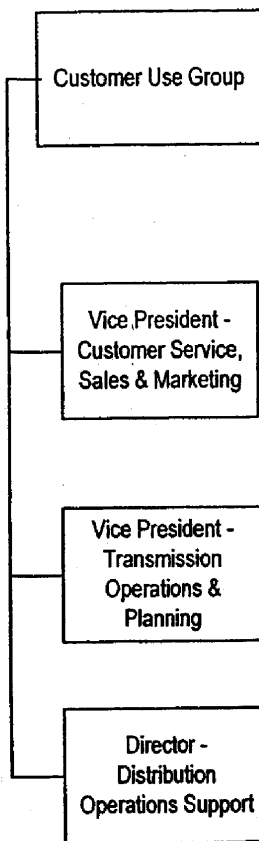 Customer Use Group
Vice President -
Customer Service,
Sales & Marketing
Vice President -
Transmission
Operations &
Planning
Director -
Distribution
Operations Support